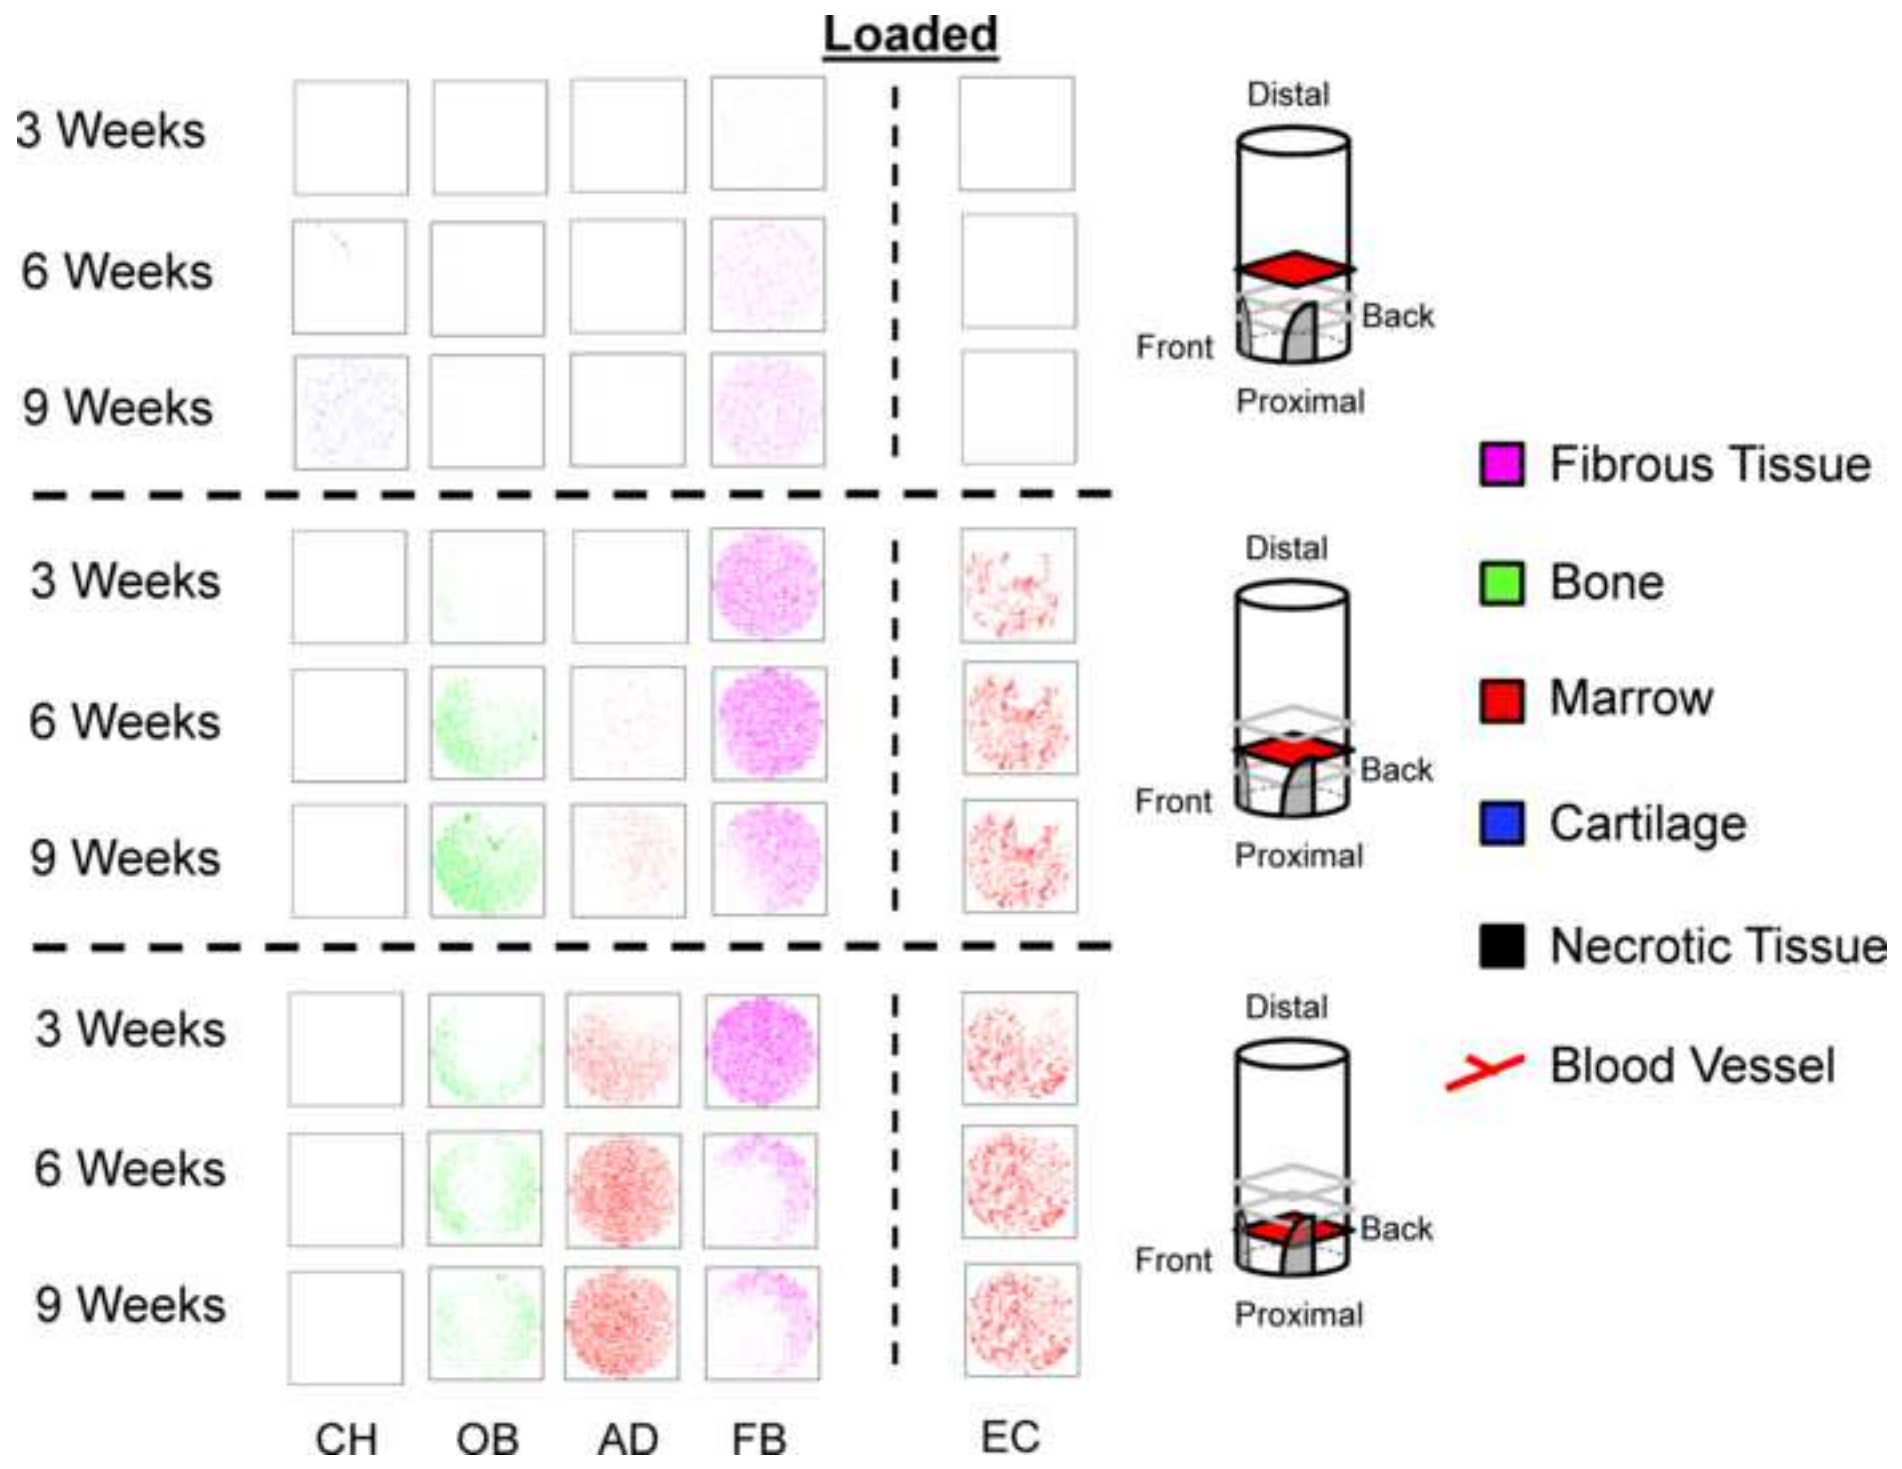 Loaded
3 Weeks
6 Weeks
9 Weeks
Distal
Front
Back
Proximal
3 Weeks
6 Weeks
9 Weeks
Distal
Front
Back
Proximal
3 Weeks
6 Weeks
9 Weeks
Distal
Front
Back
Proximal
CH OB AD FB EC
Fibrous Tissue
Bone
Marrow
Cartilage
Necrotic Tissue
Blood Vessel